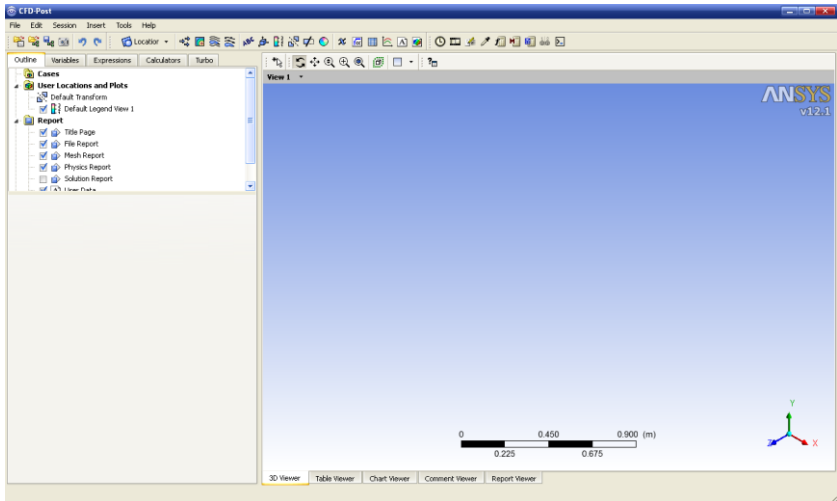 CFD-Post
File Edit Session Insert Tools Help
Location
Outline Variables Expressions Calculators Turbo
Cases
User Locations and Plots
Default Transform
Default Legend View 1
Report
Title Page
File Report
Mesh Report
Physics Report
Solution Report
User Data
View 1
ANSYS
v12.1
Y
0 0.450 0.900 (m)
0.225 0.675
Z X
3D Viewer Table Viewer Chart Viewer Comment Viewer Report Viewer